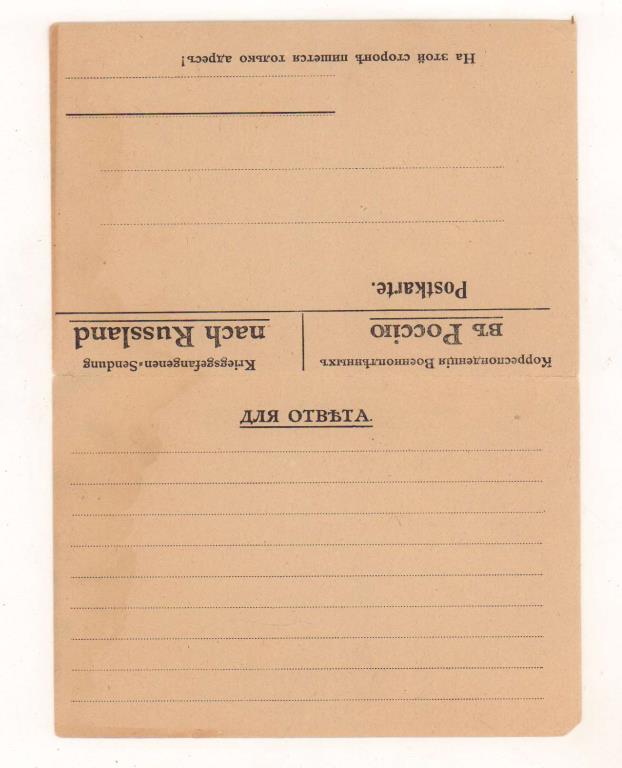 Корреспонденція Военноплѣнныхъ
въ Россію
Kriegsgefangenen-Sendung
nach Russland
Postkarte.
На этой сторонѣ пишется только адресъ!
ДЛЯ ОТВѢТА.